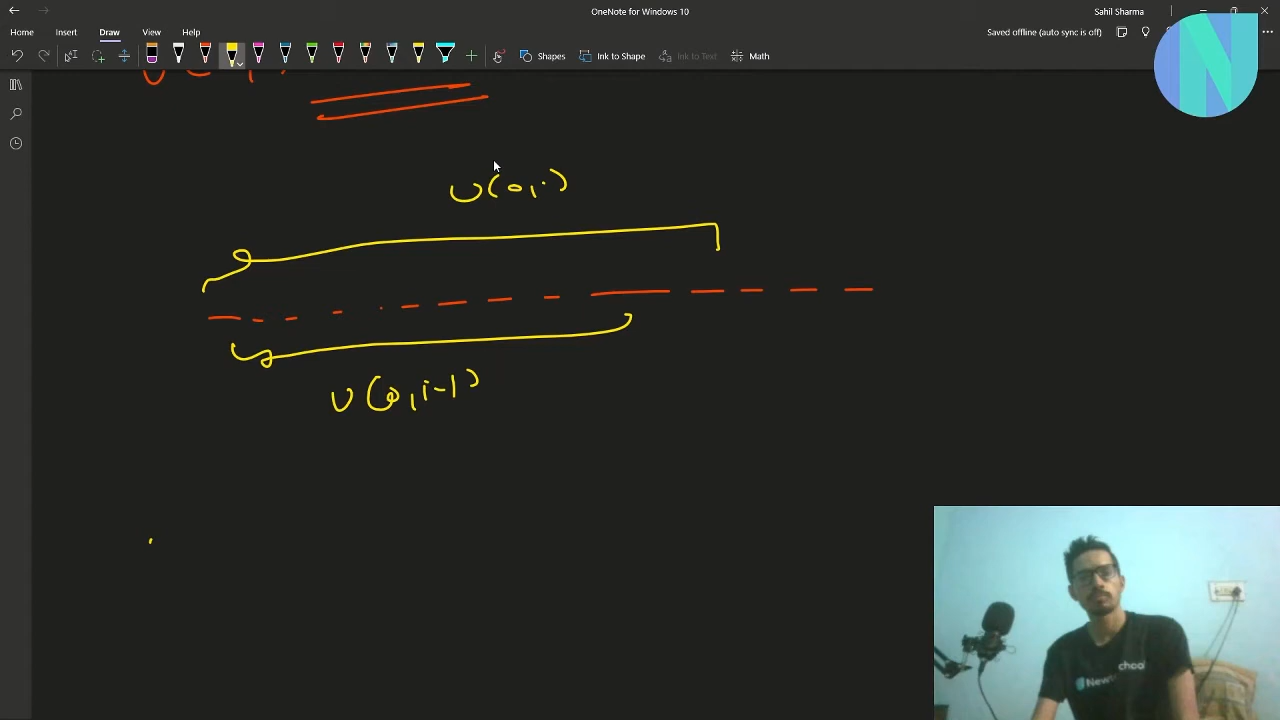 OneNote for Windows 10
Sahil Sharma
Home Insert Draw View Help
Saved offline (auto sync is off)
Shapes
Ink to Shape
Ink to Text
Math
U(0,i)
U(0,i-1)